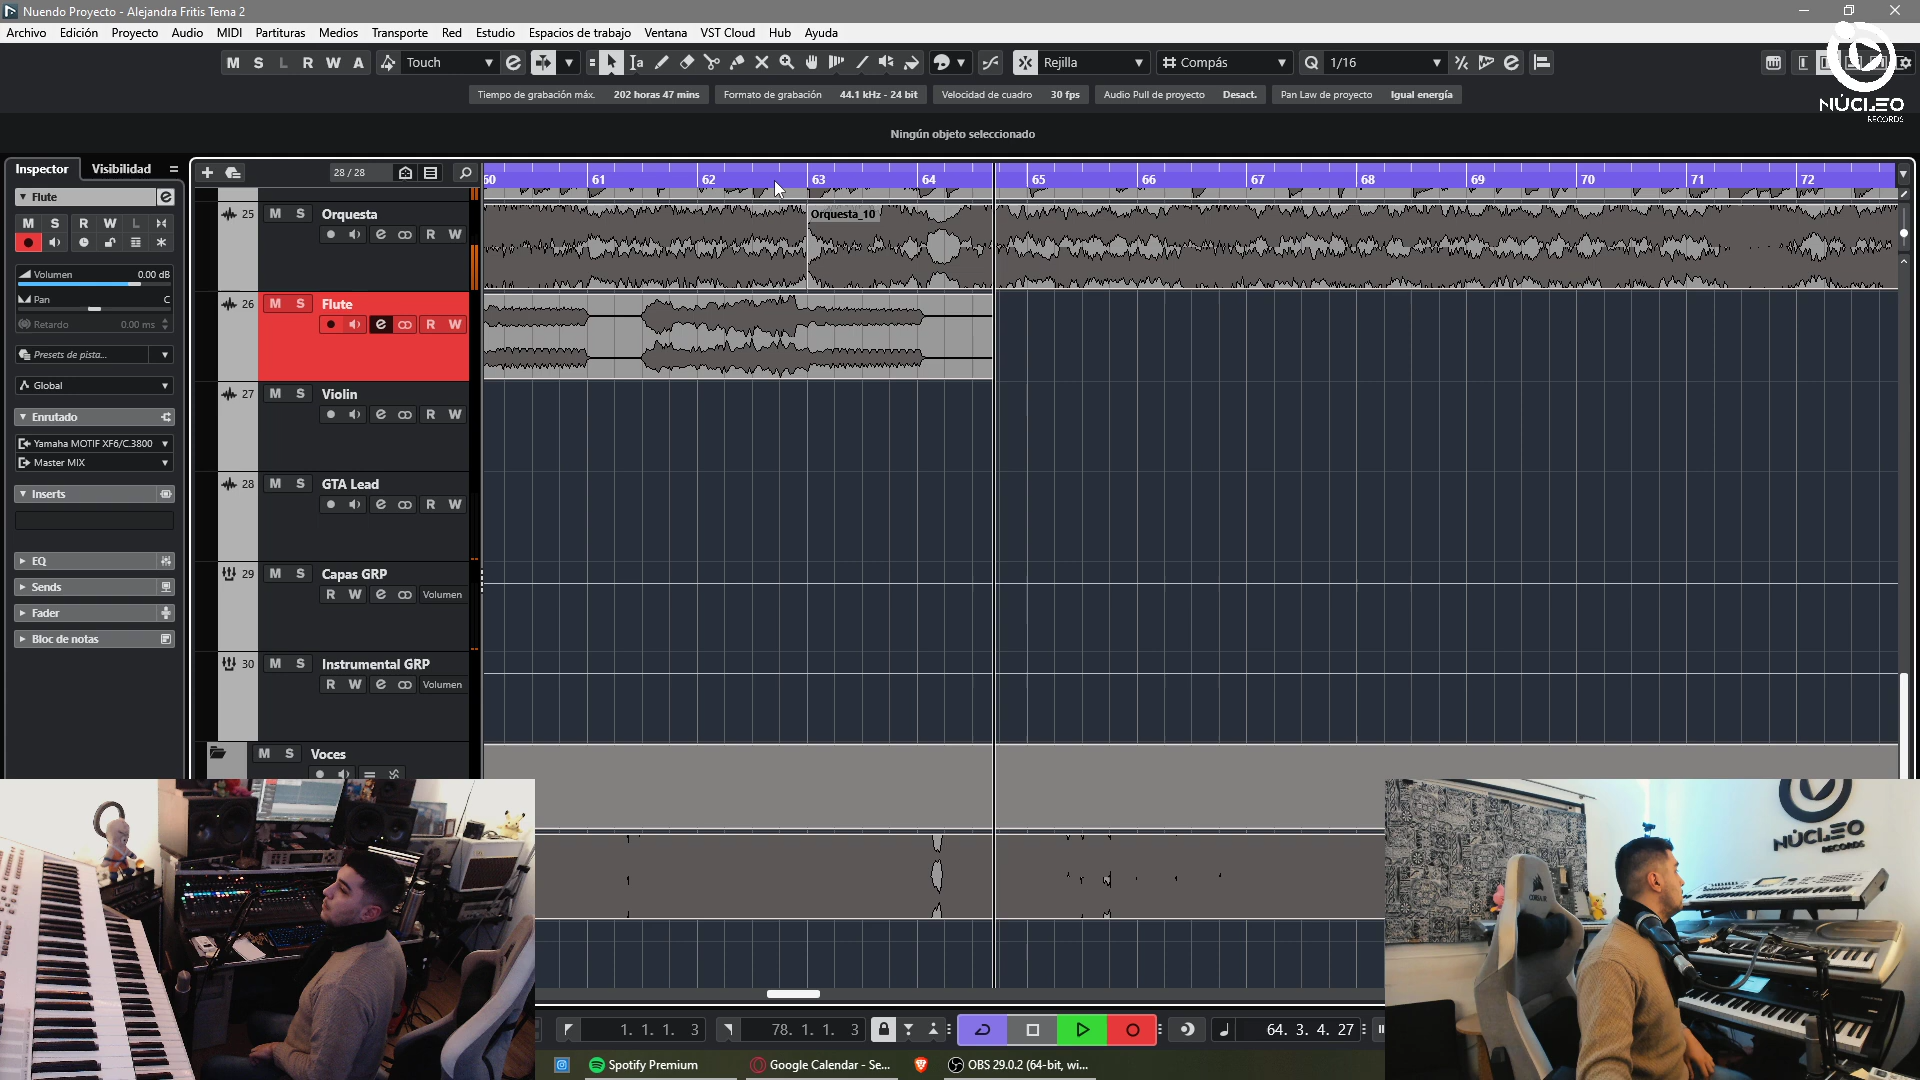 Nuendo Proyecto - Alejandra Fritis Tema 2
Archivo Edición Proyecto Audio MIDI Partituras Medios Transporte Red Estudio Espacios de trabajo Ventana VST Cloud Hub Ayuda
M S L R W A Touch Rejilla Compás 1/16
NÚCLEO
RECORDS
Tiempo de grabación máx. 202 horas 47 mins Formato de grabación 44.1 kHz - 24 bit Velocidad de cuadro 30 fps Audio Pull de proyecto Desact. Pan Law de proyecto Igual energía
Ningún objeto seleccionado
Inspector Visibilidad
28 / 28
60 61 62 63 64 65 66 67 68 69 70 71 72
Flute
M S R W L
Volumen 0.00 dB
Pan C
Retardo 0.00 ms
Presets de pista...
Global
Enrutado
Yamaha MOTIF XF6/C.3800
Master MIX
Inserts
EQ
Sends
Fader
Bloc de notas
25 M S Orquesta
R W
Orquesta_10
26 M S Flute
R W
27 M S Violin
R W
28 M S GTA Lead
R W
29 M S Capas GRP
R W Volumen
30 M S Instrumental GRP
R W Volumen
M S Voces
NÚCLEO
RECORDS
CORSAIR
1. 1. 1. 3 78. 1. 1. 3 64. 3. 4. 27
Spotify Premium Google Calendar - Se... OBS 29.0.2 (64-bit, wi...